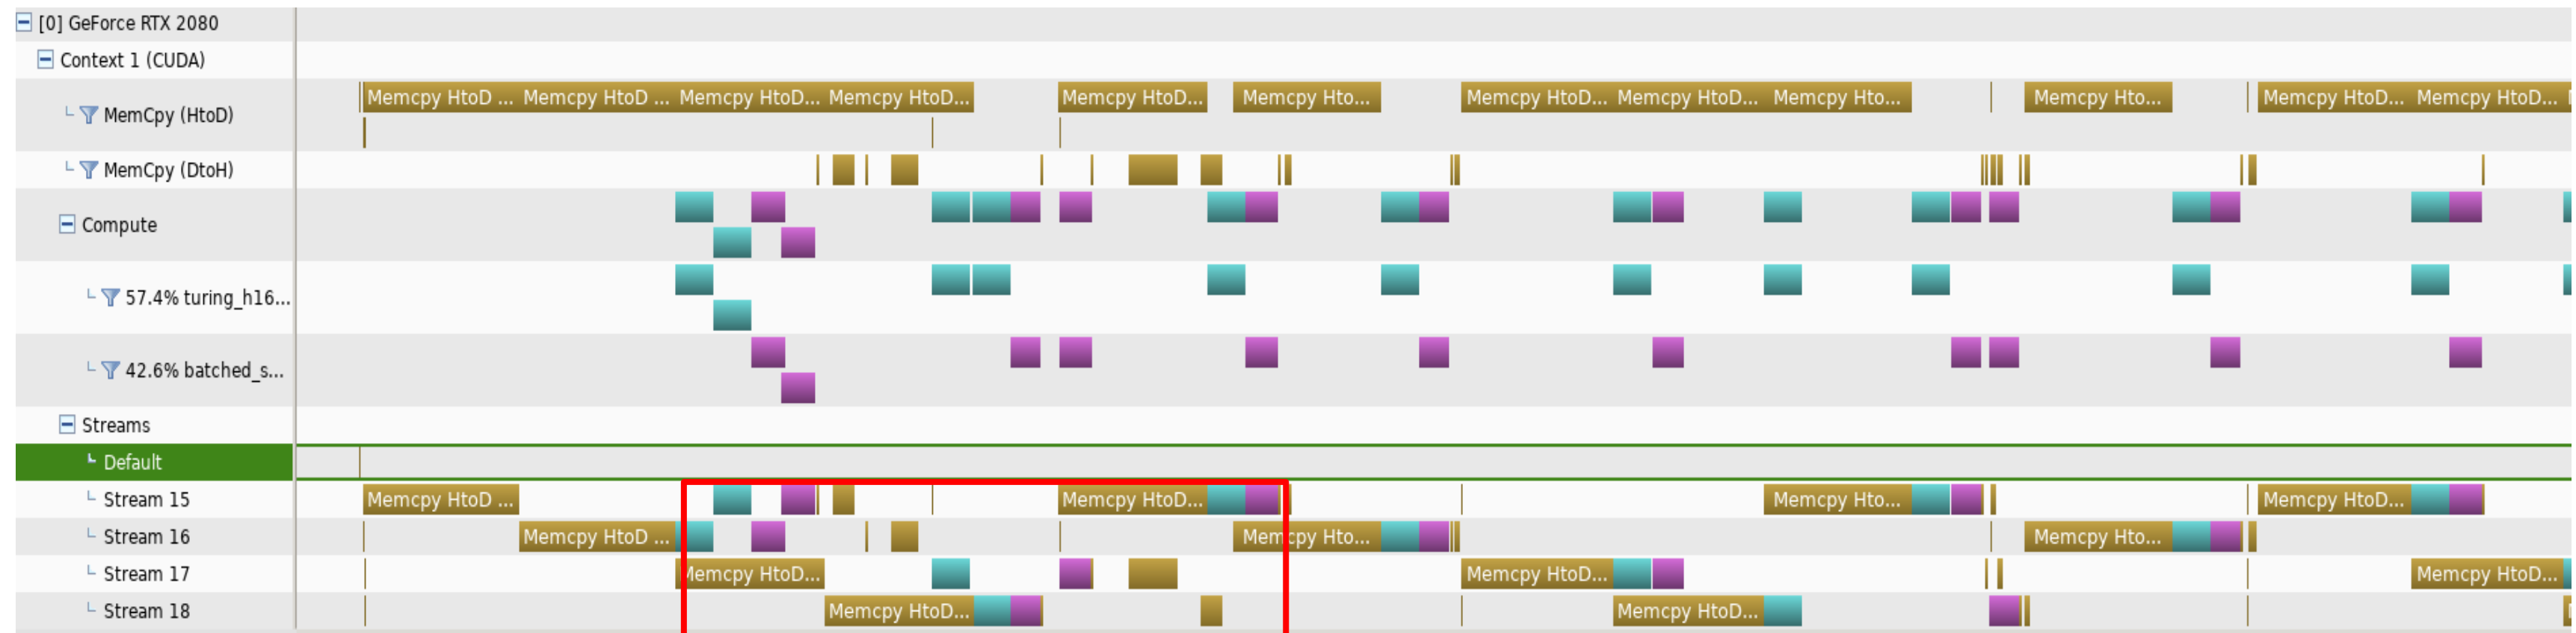 [0] GeForce RTX 2080
Context 1 (CUDA)
MemCpy (HtoD)
Memcpy HtoD ... Memcpy HtoD ... Memcpy HtoD... Memcpy HtoD... Memcpy HtoD... Memcpy Hto... Memcpy HtoD... Memcpy HtoD... Memcpy Hto... Memcpy Hto... Memcpy HtoD... Memcpy HtoD...
MemCpy (DtoH)
Compute
57.4% turing_h16...
42.6% batched_s...
Streams
Default
Stream 15 Memcpy HtoD ... Memcpy HtoD... Memcpy Hto... Memcpy HtoD...
Stream 16 Memcpy HtoD ... Memcpy Hto... Memcpy Hto...
Stream 17 Memcpy HtoD... Memcpy HtoD... Memcpy HtoD...
Stream 18 Memcpy HtoD... Memcpy HtoD...